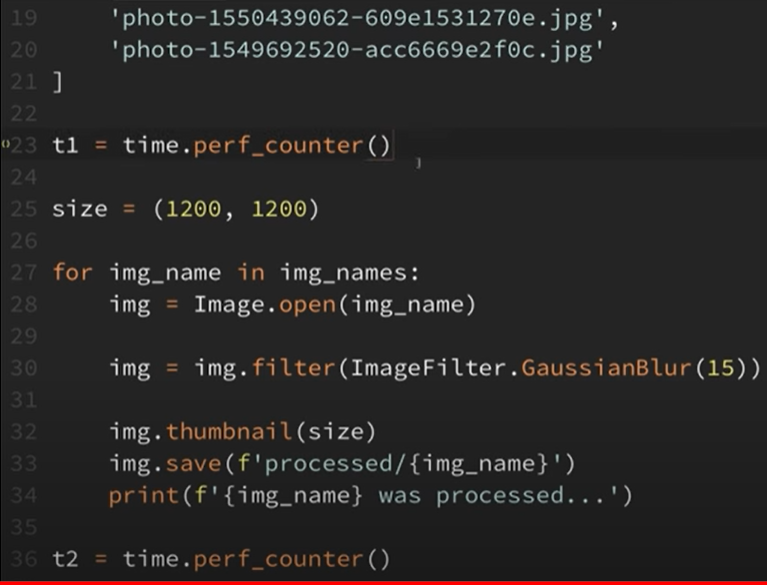 19 'photo-1550439062-609e1531270e.jpg',
20 'photo-1549692520-acc6669e2f0c.jpg'
21 ]
22
23 t1 = time.perf_counter()
24
25 size = (1200, 1200)
26
27 for img_name in img_names:
28 img = Image.open(img_name)
29
30 img = img.filter(ImageFilter.GaussianBlur(15))
31
32 img.thumbnail(size)
33 img.save(f'processed/{img_name}')
34 print(f'{img_name} was processed...')
35
36 t2 = time.perf_counter()